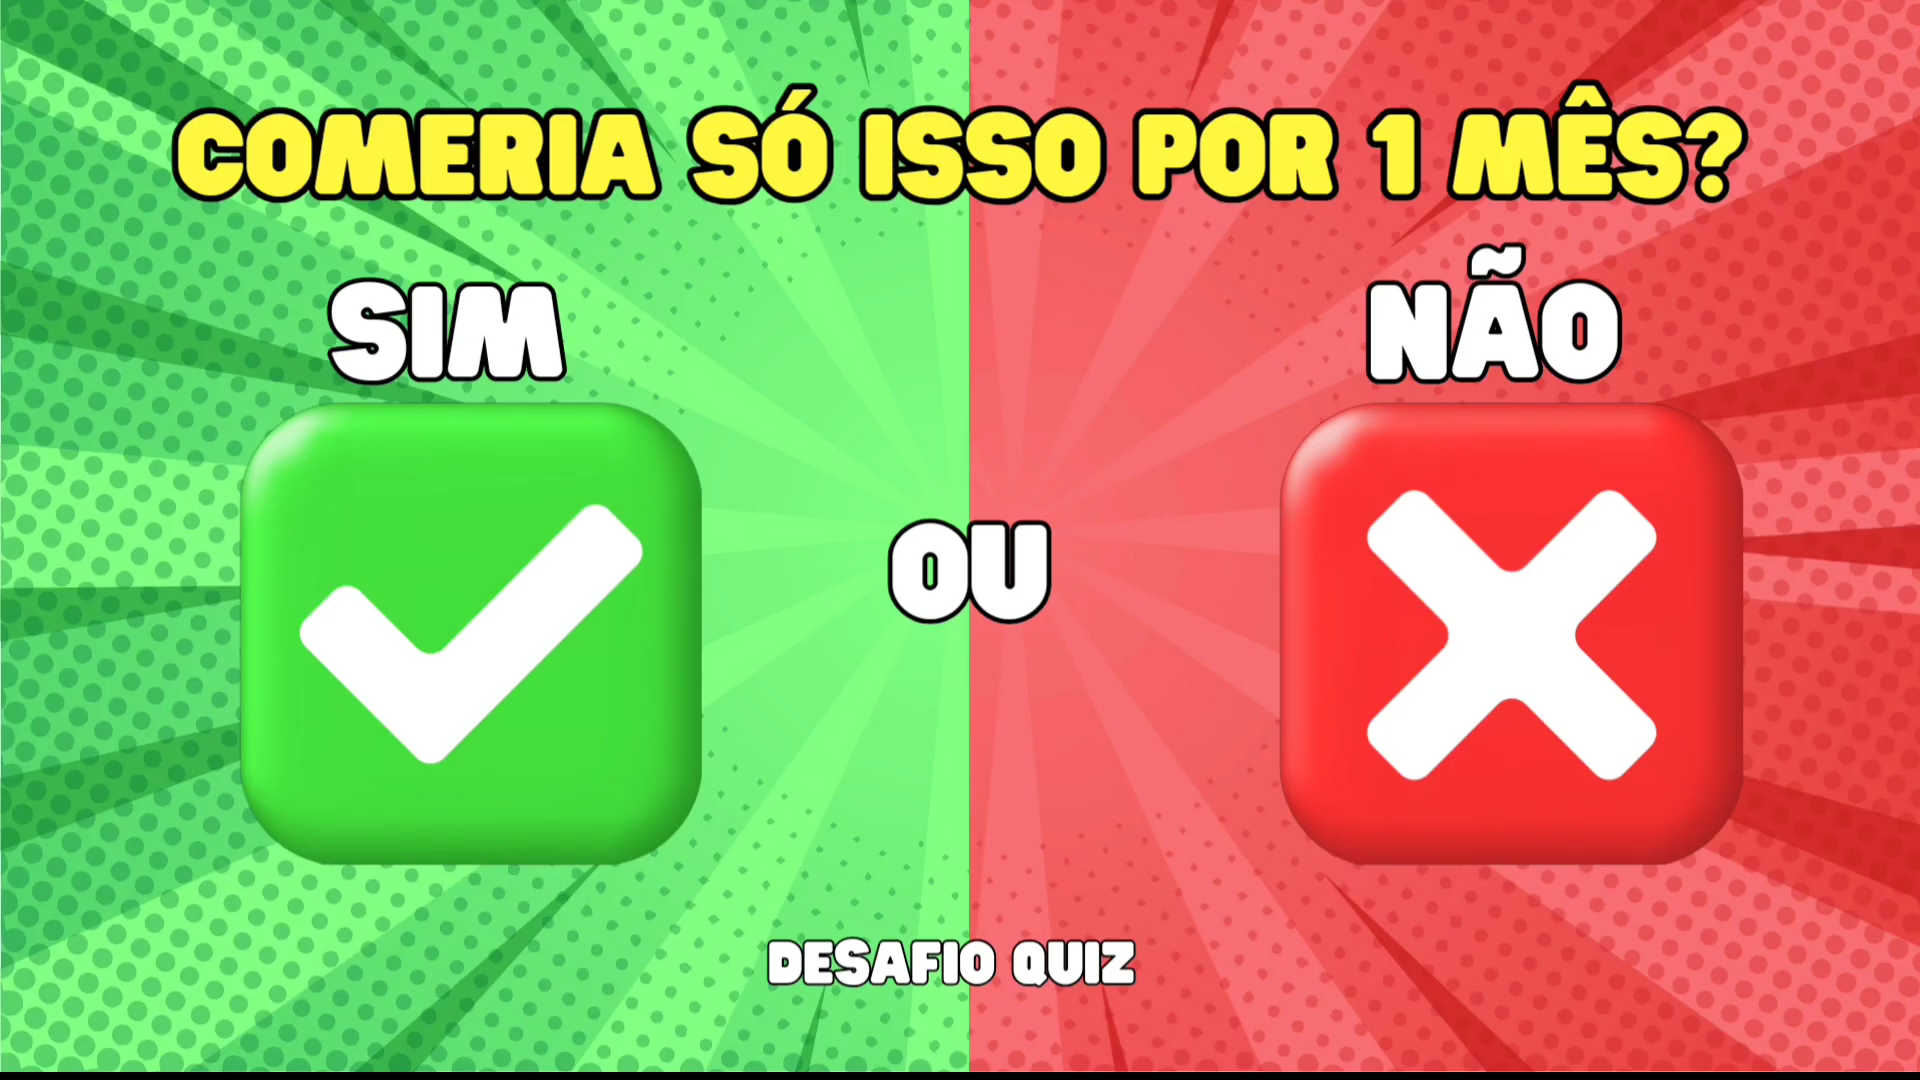 COMERIA SÓ ISSO POR 1 MÊS?
SIM
NÃO
OU
DESAFIO QUIZ